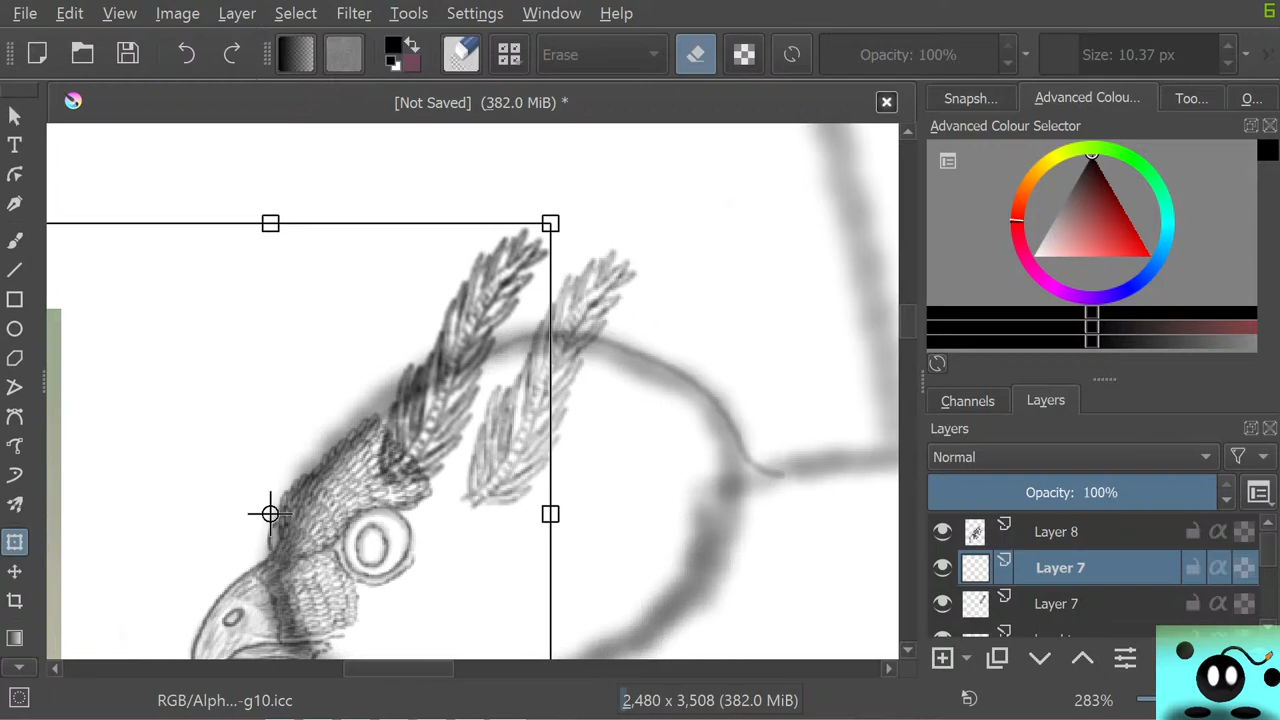 File Edit View Image Layer Select Filter Tools Settings Window Help
6
Erase
Opacity: 100%
Size: 10.37 px
[Not Saved] (382.0 MiB) *
Snapsh...
Advanced Colou...
Too...
O...
Advanced Colour Selector
Channels
Layers
Layers
Normal
Opacity: 100%
Layer 8
Layer 7
Layer 7
RGB/Alph...-g10.icc
2,480 x 3,508 (382.0 MiB)
283%